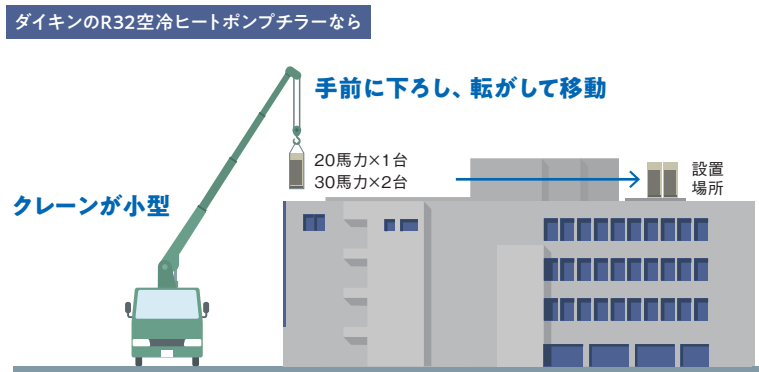 ダイキンのR32空冷ヒートポンプチラーなら
手前に下ろし、転がして移動
20馬力×1台
30馬力×2台
設置
場所
クレーンが小型